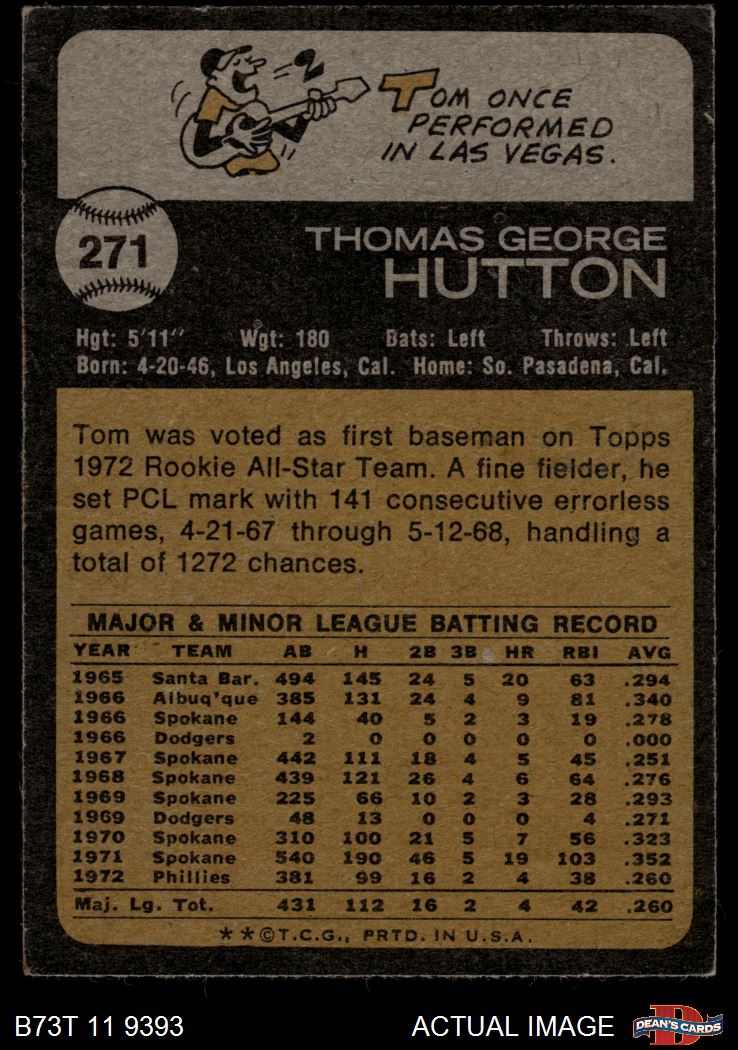 TOM ONCE
PERFORMED
IN LAS VEGAS.
271
THOMAS GEORGE
HUTTON
Hgt: 5'11" Wgt: 180 Bats: Left Throws: Left
Born: 4-20-46, Los Angeles, Cal. Home: So. Pasadena, Cal.
Tom was voted as first baseman on Topps
1972 Rookie All-Star Team. A fine fielder, he
set PCL mark with 141 consecutive errorless
games, 4-21-67 through 5-12-68, handling a
total of 1272 chances.
MAJOR & MINOR LEAGUE BATTING RECORD
YEAR TEAM AB H 2B 3B HR RBI AVG
1965 Santa Bar. 494 145 24 5 20 63 .294
1966 Albuq'que 385 131 24 4 9 81 .340
1966 Spokane 144 40 5 2 3 19 .278
1966 Dodgers 2 0 0 0 0 0 .000
1967 Spokane 442 111 18 4 5 45 .251
1968 Spokane 439 121 26 4 6 64 .276
1969 Spokane 225 66 10 2 3 28 .293
1969 Dodgers 48 13 0 0 0 4 .271
1970 Spokane 310 100 21 5 7 56 .323
1971 Spokane 540 190 46 5 19 103 .352
1972 Phillies 381 99 16 2 4 38 .260
Maj. Lg. Tot. 431 112 16 2 4 42 .260
**©T.C.G., PRTD. IN U.S.A.
B73T 11 9393 ACTUAL IMAGE DEAN'S CARDS